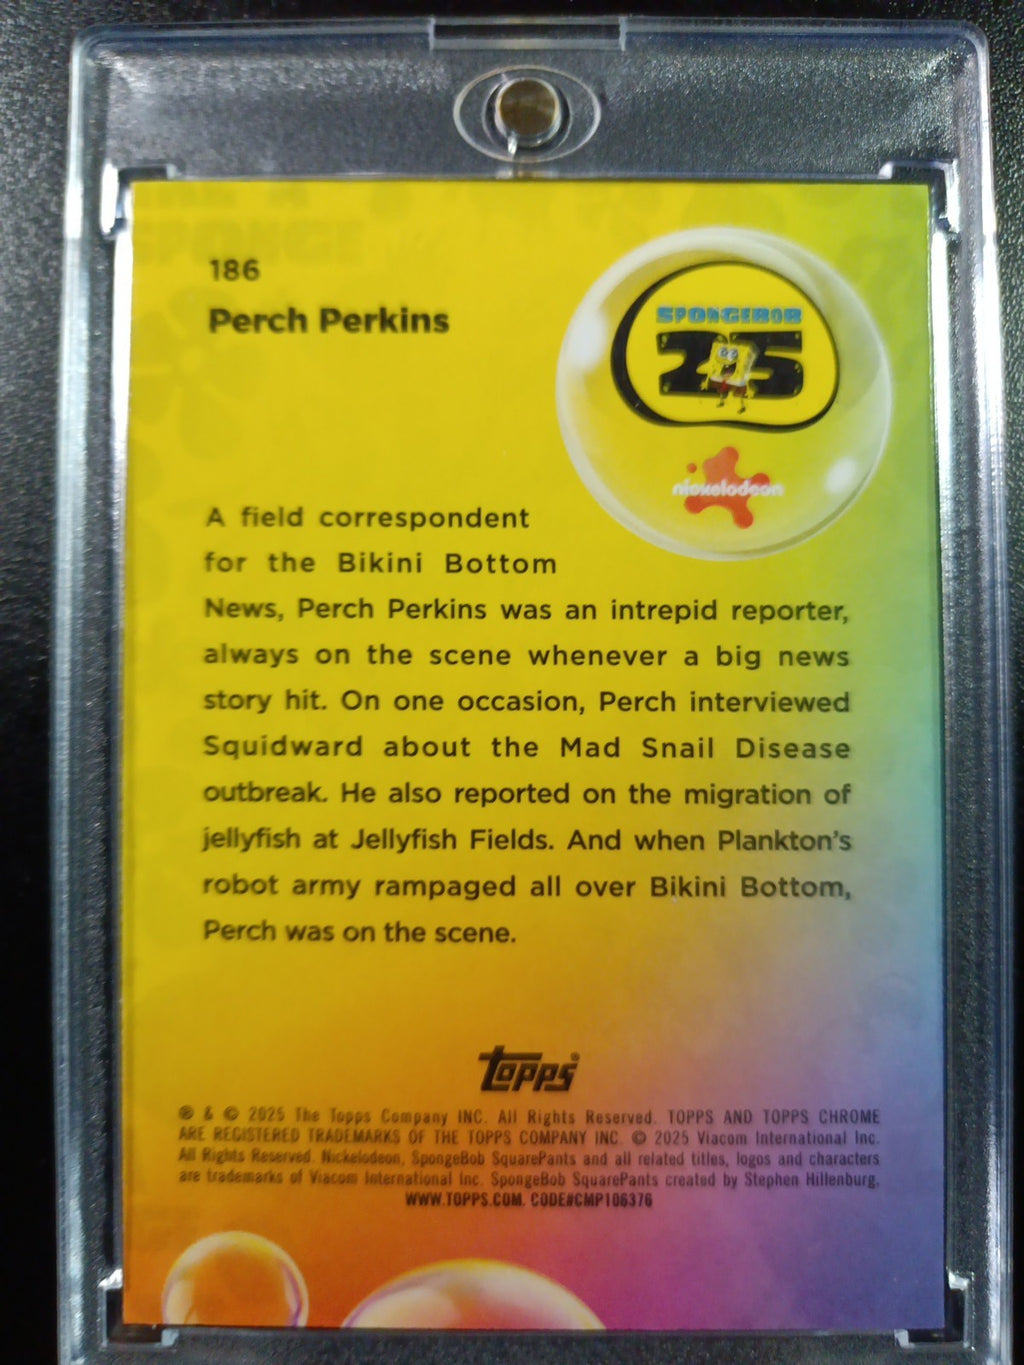 186
Perch Perkins
SPONGEBOB
25
nickelodeon
A field correspondent
for the Bikini Bottom
News, Perch Perkins was an intrepid reporter,
always on the scene whenever a big news
story hit. On one occasion, Perch interviewed
Squidward about the Mad Snail Disease
outbreak. He also reported on the migration of
jellyfish at Jellyfish Fields. And when Plankton's
robot army rampaged all over Bikini Bottom,
Perch was on the scene.
topps®
® & © 2025 The Topps Company INC. All Rights Reserved. TOPPS AND TOPPS CHROME
ARE REGISTERED TRADEMARKS OF THE TOPPS COMPANY INC. © 2025 Viacom International Inc.
All Rights Reserved. Nickelodeon, SpongeBob SquarePants and all related titles, logos and characters
are trademarks of Viacom International Inc. SpongeBob SquarePants created by Stephen Hillenburg.
WWW.TOPPS.COM. CODE#CMP106376